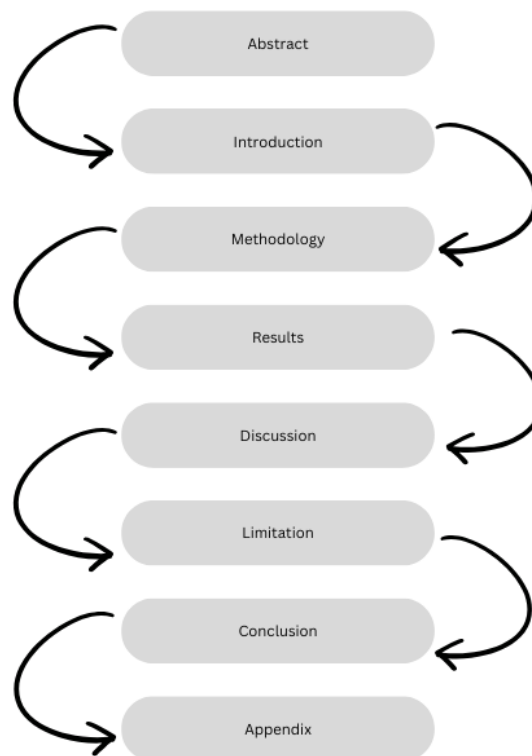 Abstract
Introduction
Methodology
Results
Discussion
Limitation
Conclusion
Appendix